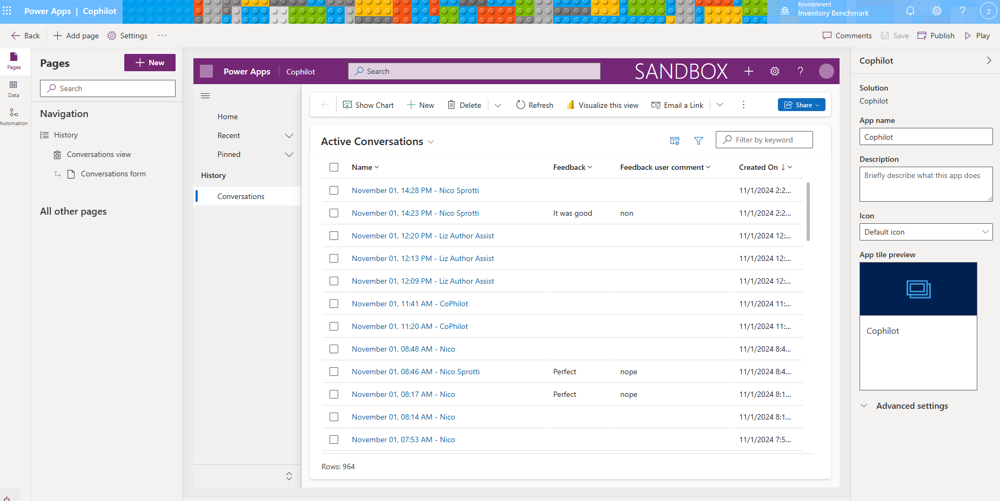 Power Apps | Cophilot
Environment
Inventory Benchmark
2
Back
Add page
Settings
Comments
Save
Publish
Play
Pages
Data
Automation
Pages
New
Search
Navigation
History
Conversations view
Conversations form
All other pages
Power Apps
Cophilot
Search
SANDBOX
Home
Recent
Pinned
History
Conversations
Show Chart
New
Delete
Refresh
Visualize this view
Email a Link
Share
Active Conversations
Filter by keyword
Name Feedback Feedback user comment Created On
November 01, 14:28 PM - Nico Sprotti 11/1/2024 2:2...
November 01, 14:23 PM - Nico Sprotti It was good non 11/1/2024 2:2...
November 01, 12:20 PM - Liz Author Assist 11/1/2024 12:...
November 01, 12:13 PM - Liz Author Assist 11/1/2024 12:...
November 01, 12:09 PM - Liz Author Assist 11/1/2024 12:...
November 01, 11:41 AM - CoPhilot 11/1/2024 11:...
November 01, 11:20 AM - CoPhilot 11/1/2024 11:...
November 01, 08:48 AM - Nico 11/1/2024 8:4...
November 01, 08:46 AM - Nico Sprotti Perfect nope 11/1/2024 8:4...
November 01, 08:17 AM - Nico Perfect nope 11/1/2024 8:1...
November 01, 08:14 AM - Nico 11/1/2024 8:1...
November 01, 07:53 AM - Nico 11/1/2024 7:5...
Rows: 964
Cophilot
Solution
Cophilot
App name
Cophilot
Description
Briefly describe what this app does
Icon
Default icon
App tile preview
Cophilot
Advanced settings